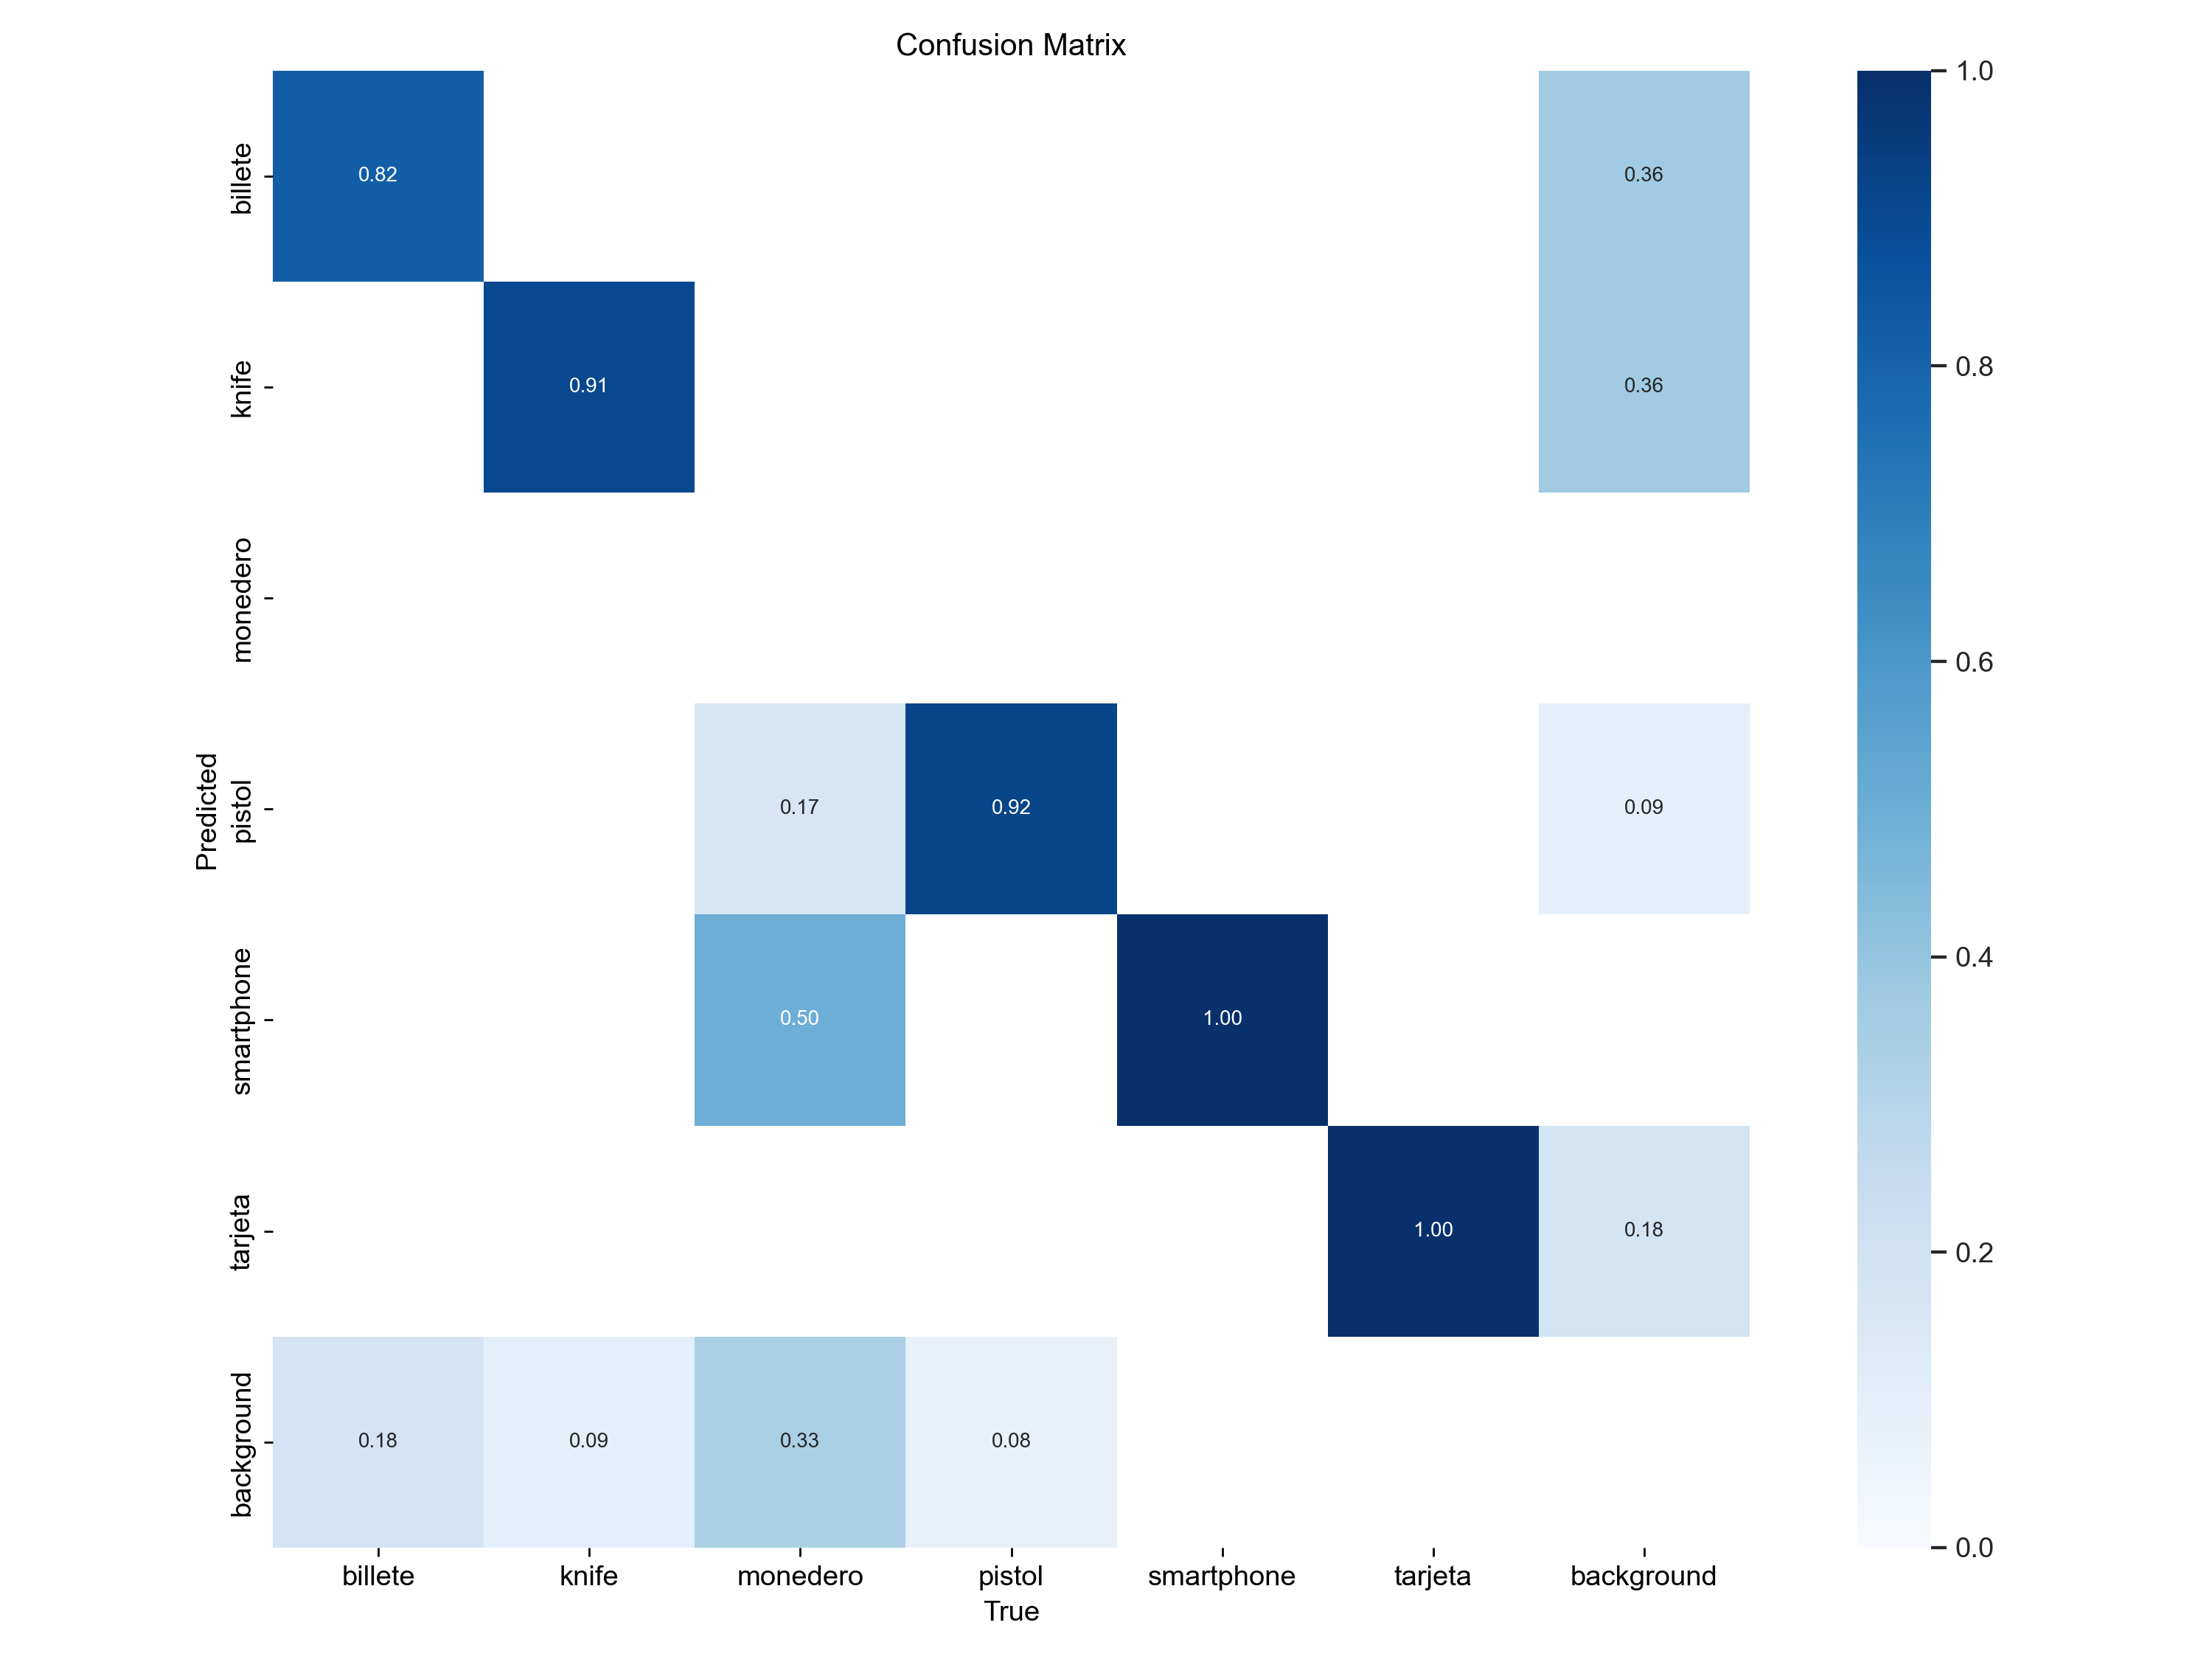 Confusion Matrix
billete
0.82
0.36
knife
0.91
0.36
monedero
Predicted
pistol
0.17
0.92
0.09
smartphone
0.50
1.00
tarjeta
1.00
0.18
background
0.18
0.09
0.33
0.08
billete
knife
monedero
pistol
smartphone
tarjeta
background
True
1.0
0.8
0.6
0.4
0.2
0.0